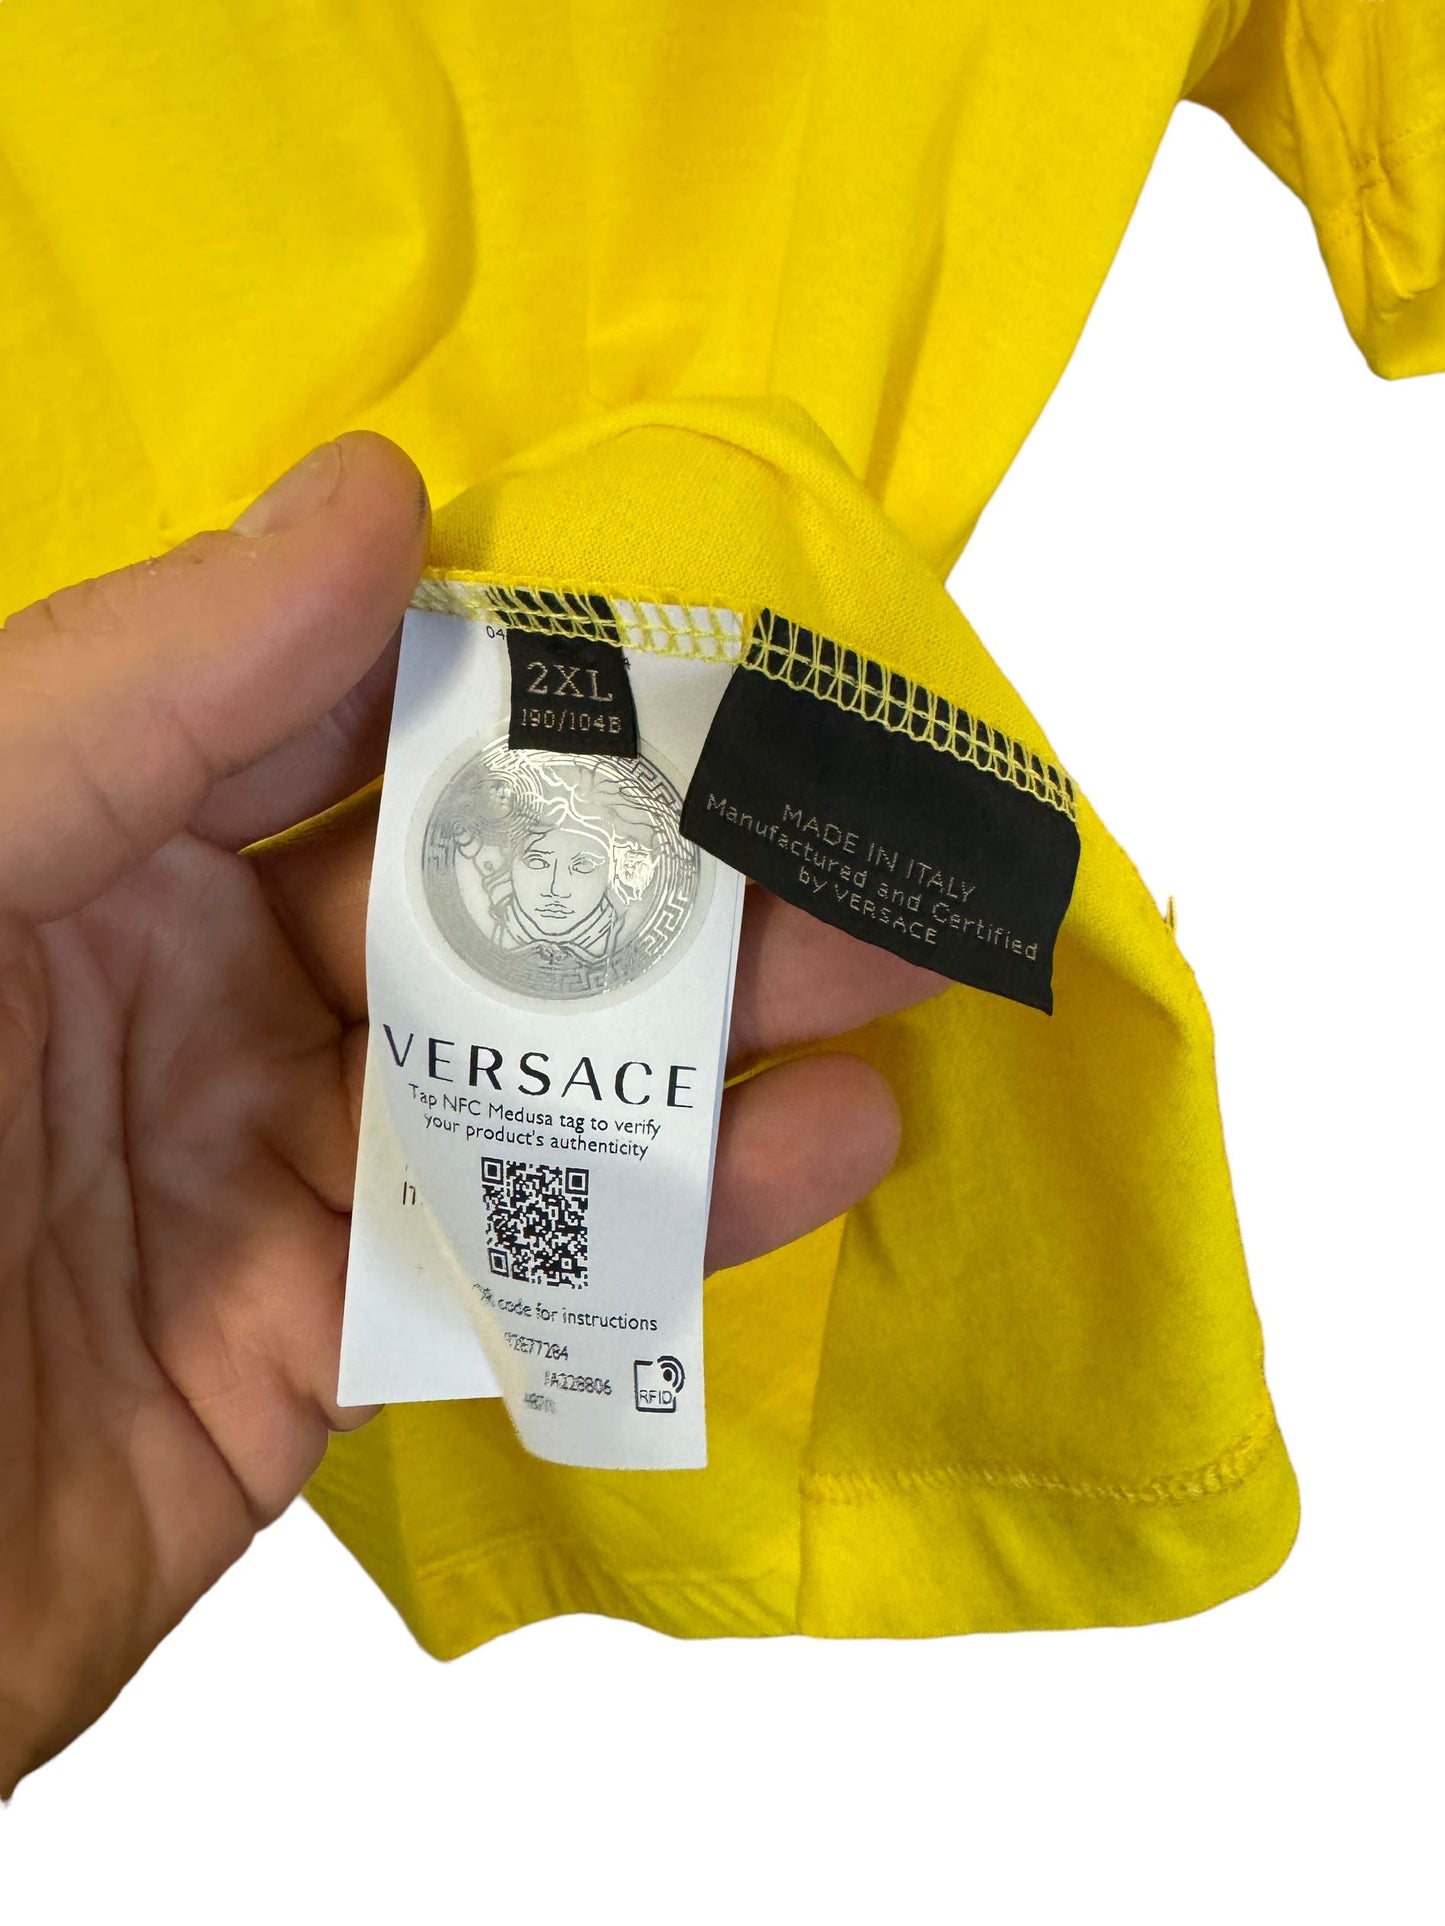 04
2XL
190/104B
MADE IN ITALY
Manufactured and Certified
by VERSACE
VERSACE
Tap NFC Medusa tag to verify
your product's authenticity
code for instructions
RFID